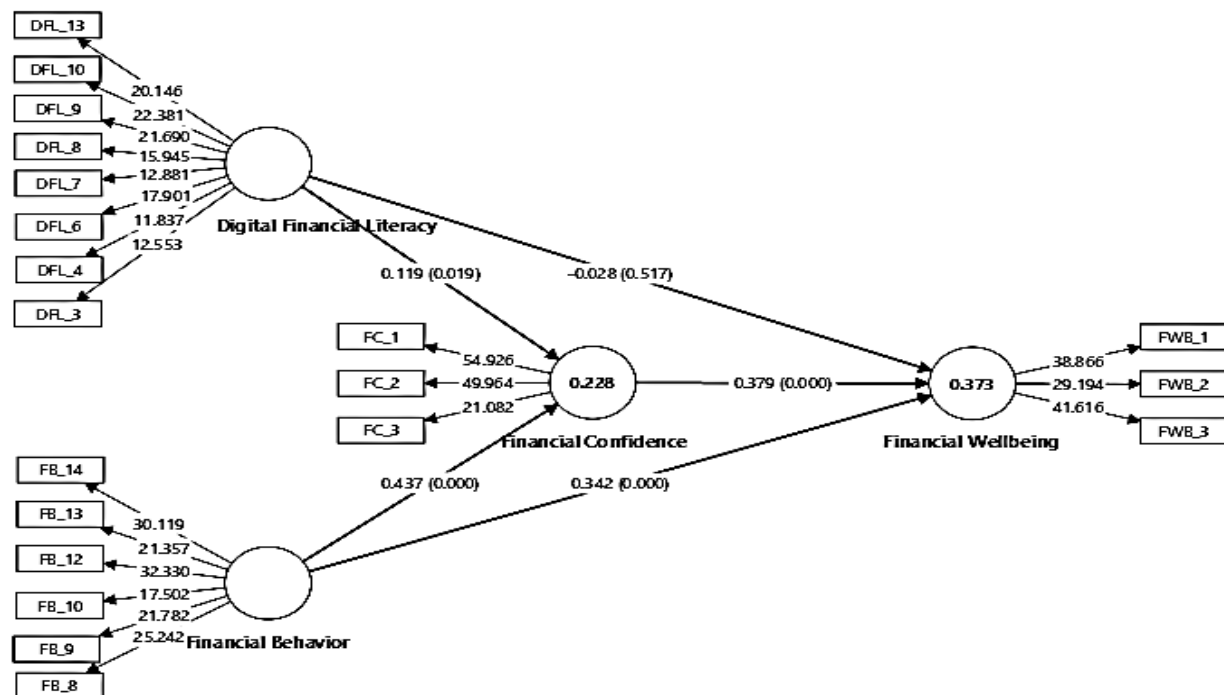 DFL_13
DFL_10
DFL_9
DFL_8
DFL_7
DFL_6
DFL_4
DFL_3
20.146
22.381
21.690
15.945
12.881
17.901
11.837
12.553
Digital Financial Literacy
0.119 (0.019)
-0.028 (0.517)
FC_1
FC_2
FC_3
54.926
49.964
21.082
0.228
Financial Confidence
0.379 (0.000)
0.373
Financial Wellbeing
38.866
29.194
41.616
FWB_1
FWB_2
FWB_3
0.437 (0.000)
0.342 (0.000)
FB_14
FB_13
FB_12
FB_10
FB_9
FB_8
30.119
21.357
32.330
17.502
21.782
25.242
Financial Behavior